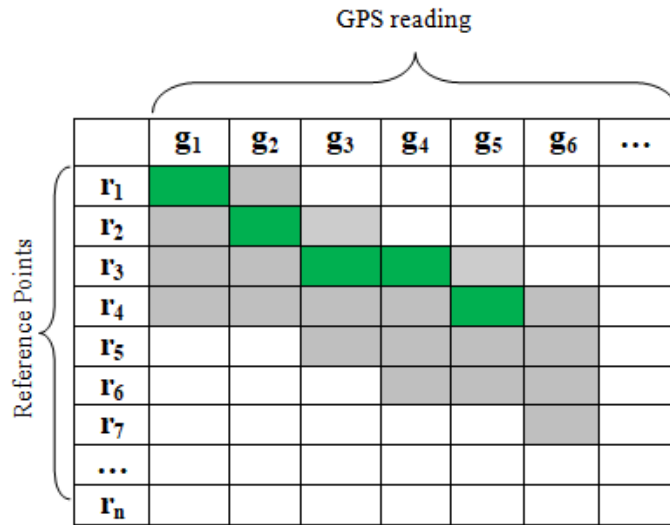 GPS reading
g₁ g₂ g₃ g₄ g₅ g₆ ...
Reference Points
r₁
r₂
r₃
r₄
r₅
r₆
r₇
...
rₙ